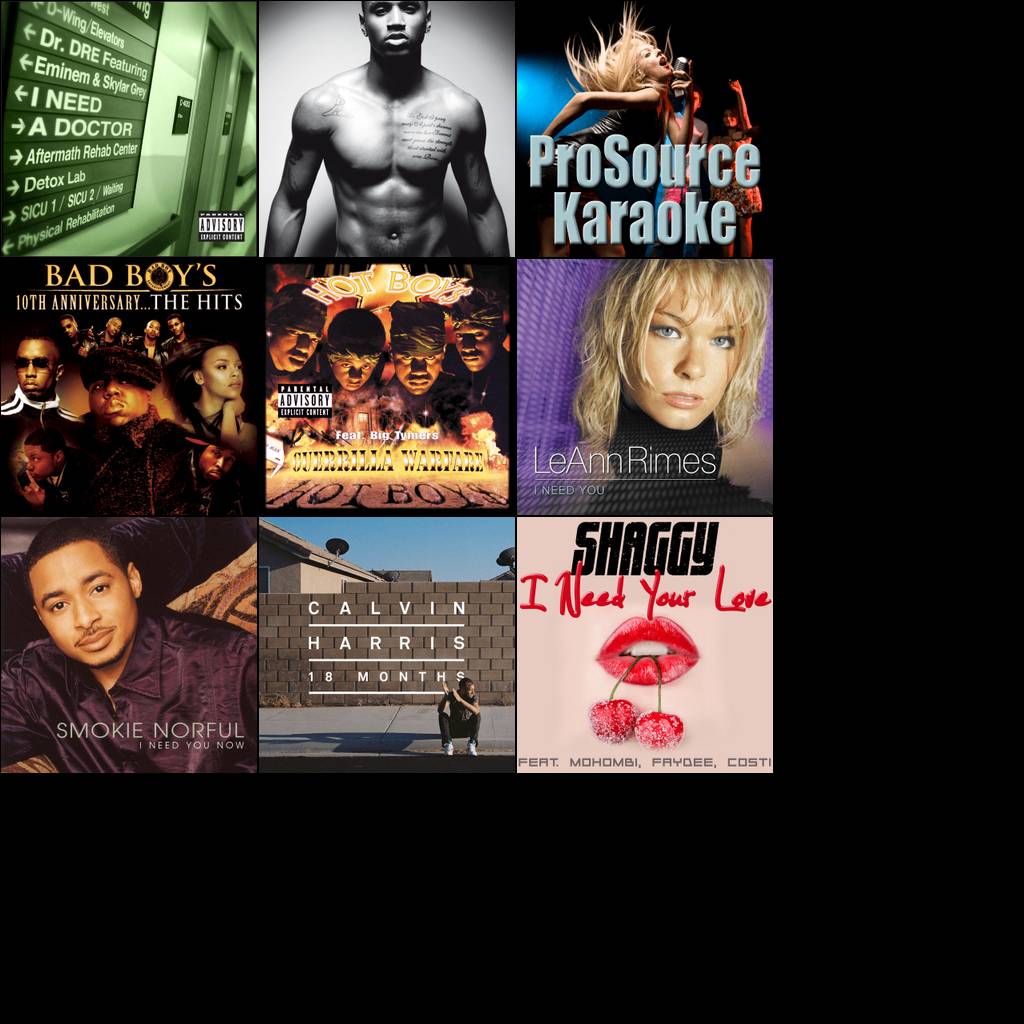 West
D-Wing/Elevators
Dr. DRE Featuring
Eminem & Skylar Grey
I NEED
A DOCTOR
Aftermath Rehab Center
Detox Lab
SICU 1 / SICU 2 / Waiting
Physical Rehabilitation
PARENTAL
ADVISORY
EXPLICIT CONTENT
ProSource
Karaoke
BAD BOY'S
10TH ANNIVERSARY...THE HITS
HOT BOYS
PARENTAL
ADVISORY
EXPLICIT CONTENT
Feat. Big Tymers
GUERRILLA WARFARE
HOT BOYS
LeAnnRimes
I NEED YOU
SMOKIE NORFUL
I NEED YOU NOW
CALVIN
HARRIS
18 MONTHS
SHAGGY
I Need Your Love
FEAT. MOHOMBI, FAYDEE, COSTI